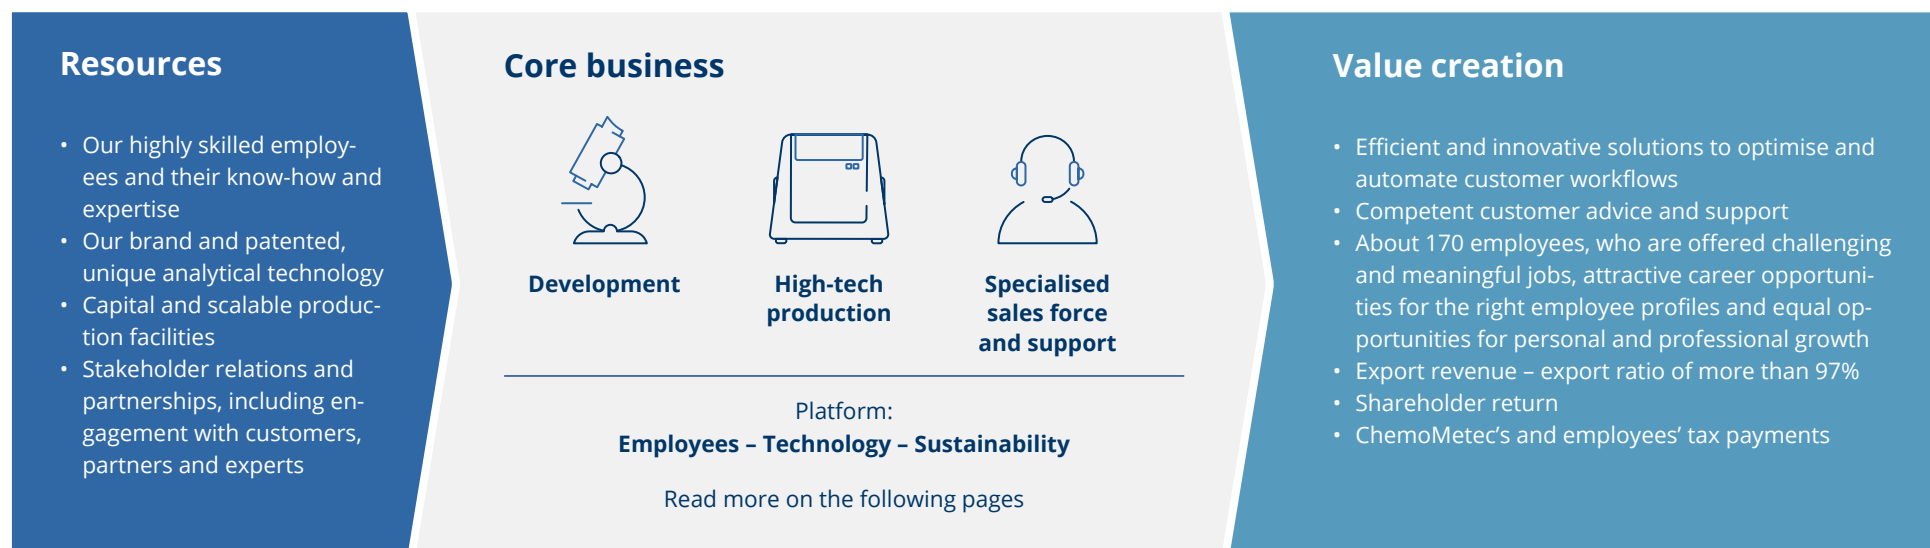 Resources
Our highly skilled employ-
ees and their know-how and
expertise
Our brand and patented,
unique analytical technology
Capital and scalable produc-
tion facilities
Stakeholder relations and
partnerships, including en-
gagement with customers,
partners and experts
Core business
Development
High-tech
production
Specialised
sales force
and support
Platform:
Employees – Technology – Sustainability
Read more on the following pages
Value creation
Efficient and innovative solutions to optimise and
automate customer workflows
Competent customer advice and support
About 170 employees, who are offered challenging
and meaningful jobs, attractive career opportuni-
ties for the right employee profiles and equal op-
portunities for personal and professional growth
Export revenue – export ratio of more than 97%
Shareholder return
ChemoMetec’s and employees’ tax payments